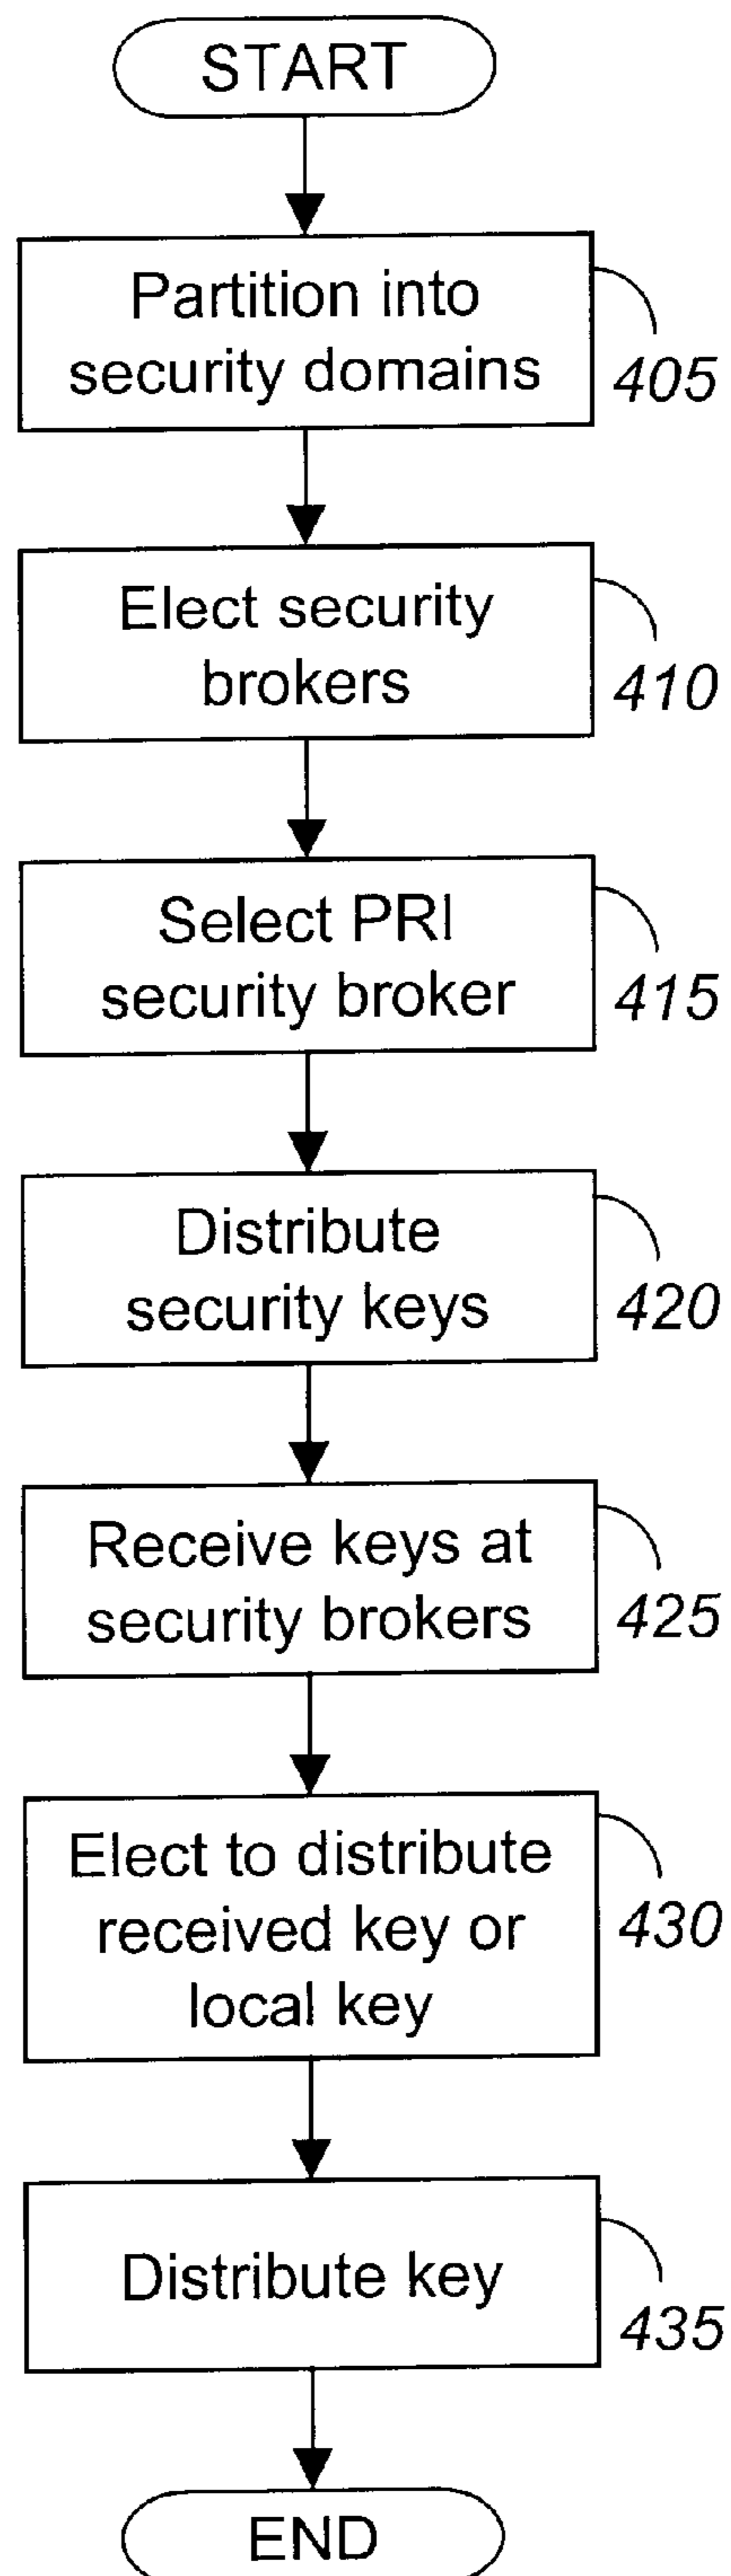 START
Partition into
security domains
405
Elect security
brokers
410
Select PRI
security broker
415
Distribute
security keys
420
Receive keys at
security brokers
425
Elect to distribute
received key or
local key
430
Distribute key
435
END